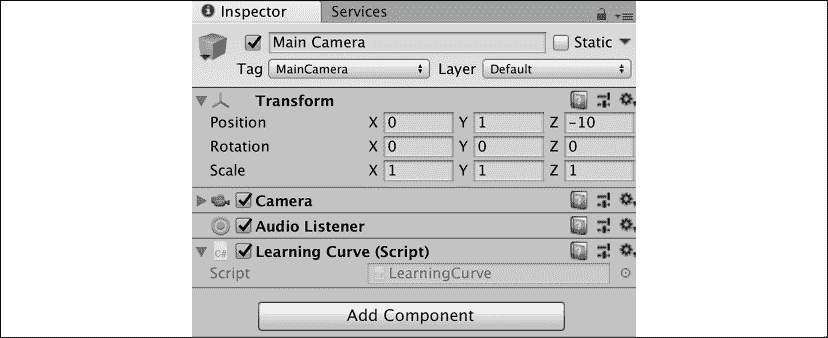 Inspector Services
Main Camera Static
Tag MainCamera Layer Default
Transform
Position X 0 Y 1 Z -10
Rotation X 0 Y 0 Z 0
Scale X 1 Y 1 Z 1
Camera
Audio Listener
C# Learning Curve (Script)
Script LearningCurve
Add Component